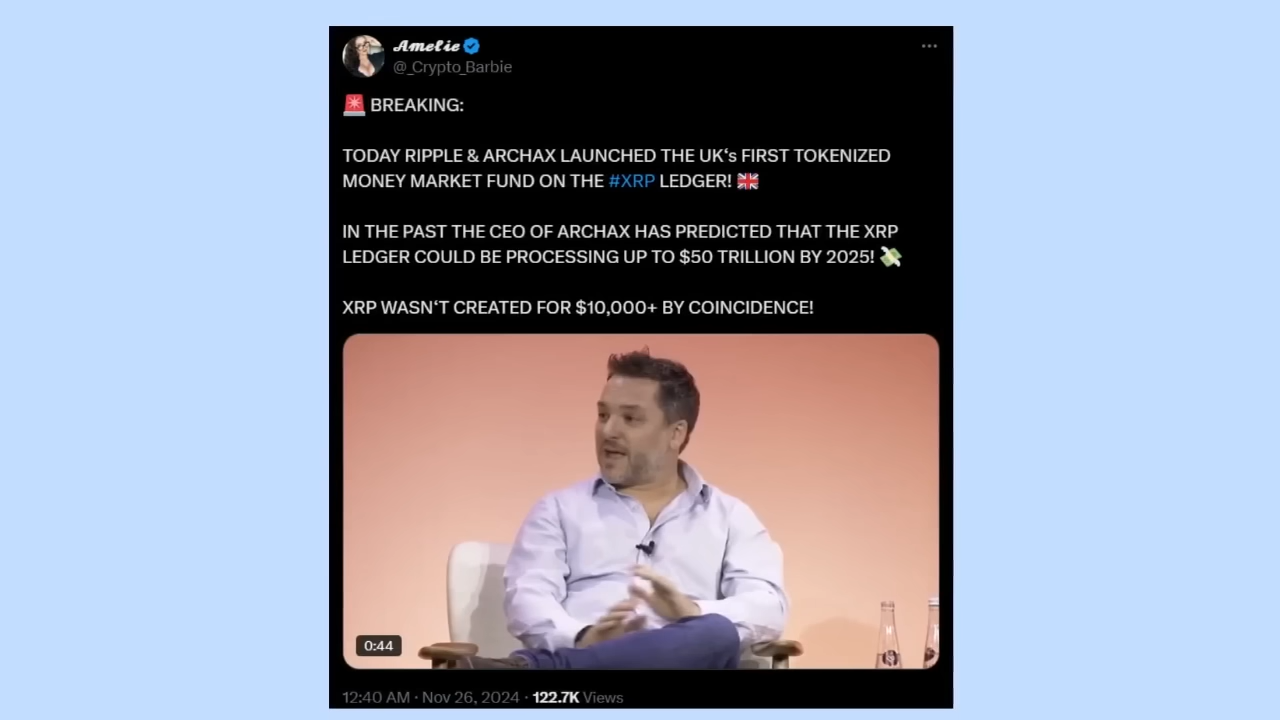 𝓐𝓶𝓮𝓵𝓲𝓮
@_Crypto_Barbie
🚨 BREAKING:
TODAY RIPPLE & ARCHAX LAUNCHED THE UK‘s FIRST TOKENIZED
MONEY MARKET FUND ON THE #XRP LEDGER! 🇬🇧
IN THE PAST THE CEO OF ARCHAX HAS PREDICTED THAT THE XRP
LEDGER COULD BE PROCESSING UP TO $50 TRILLION BY 2025! 💸
XRP WASN‘T CREATED FOR $10,000+ BY COINCIDENCE!
0:44
12:40 AM · Nov 26, 2024 · 122.7K Views